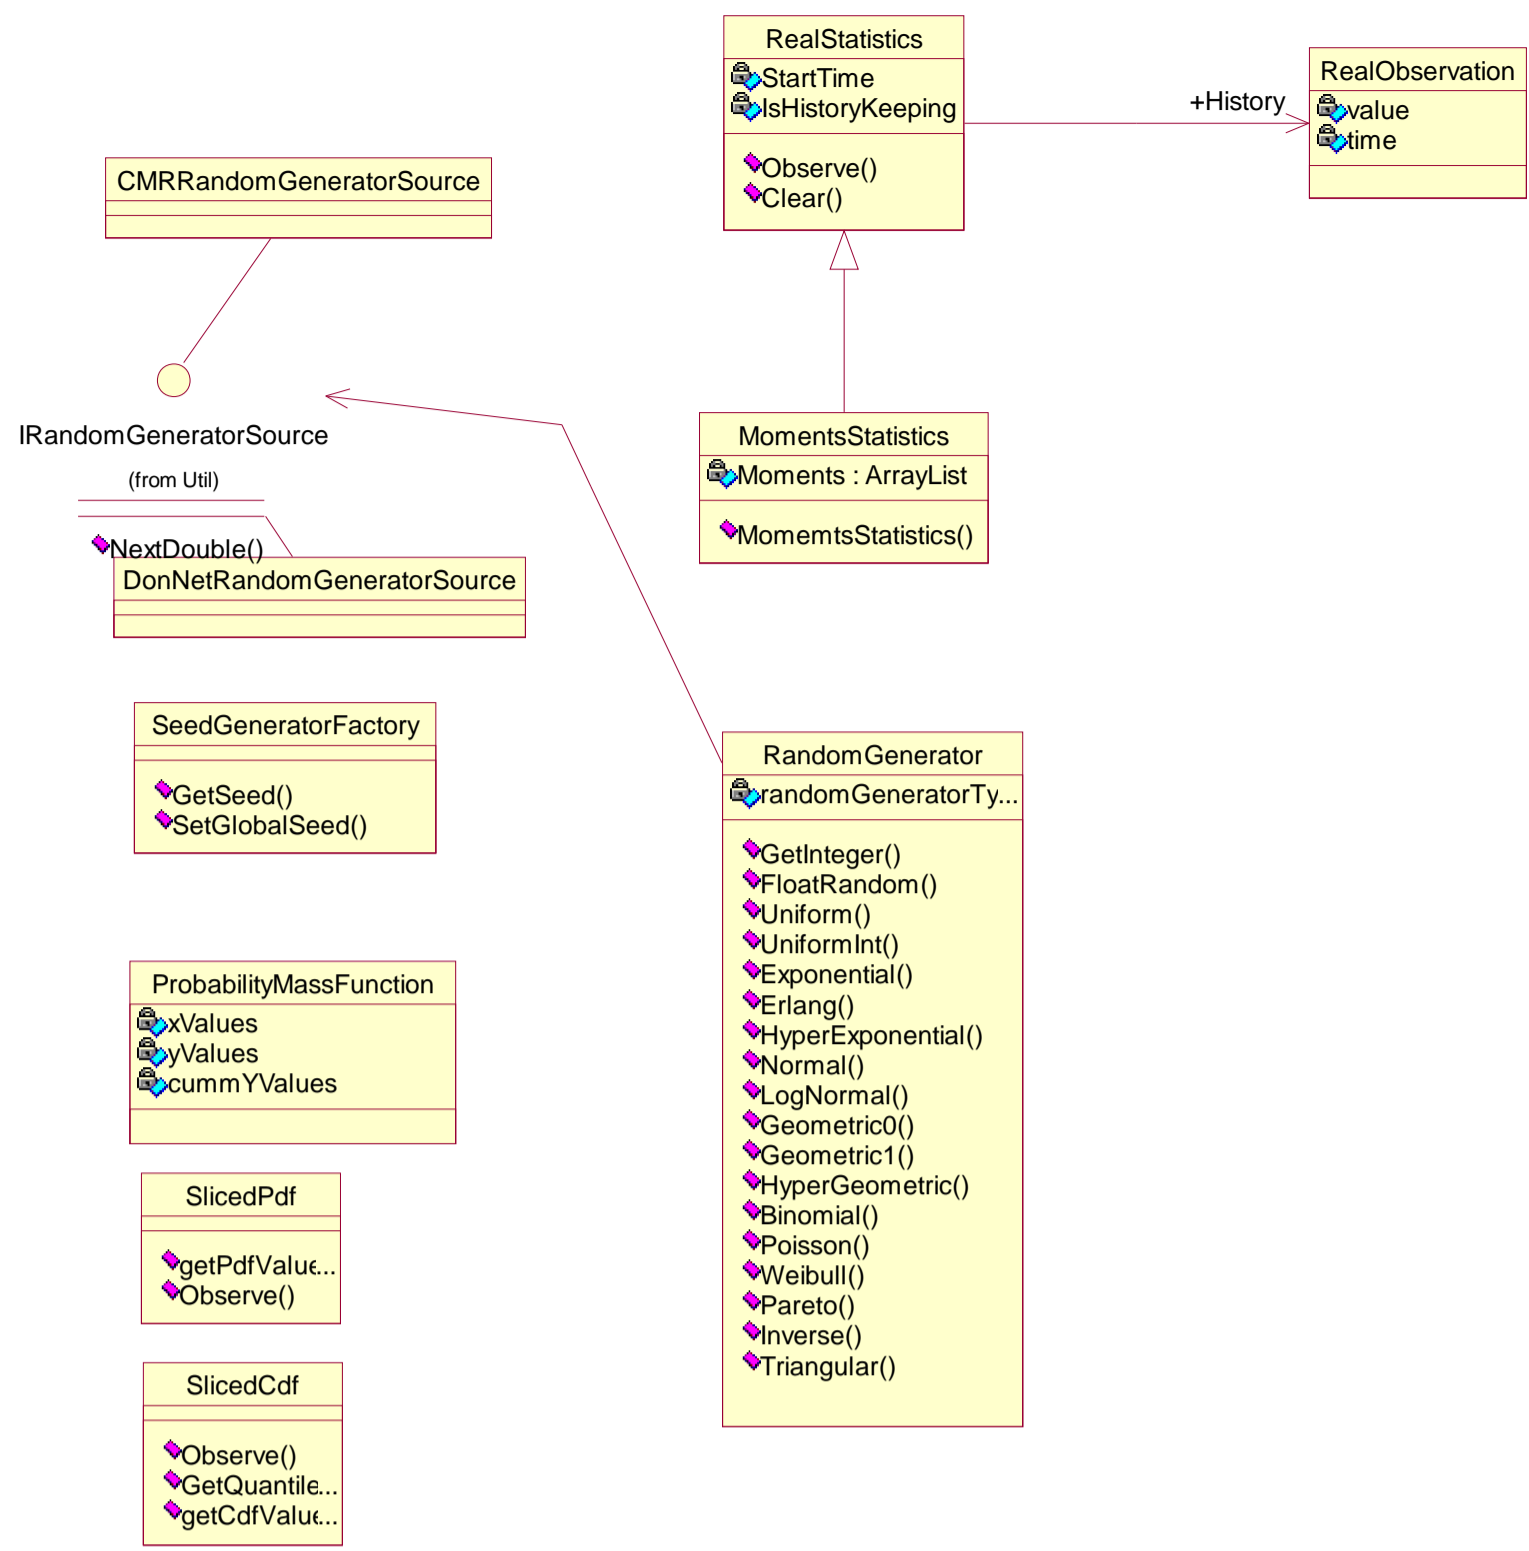 RealStatistics
StartTime
IsHistoryKeeping
Observe()
Clear()
+History
RealObservation
value
time
CMRRandomGeneratorSource
IRandomGeneratorSource
(from Util)
NextDouble()
DonNetRandomGeneratorSource
MomentsStatistics
Moments : ArrayList
MomemtsStatistics()
SeedGeneratorFactory
GetSeed()
SetGlobalSeed()
RandomGenerator
randomGeneratorTy...
GetInteger()
FloatRandom()
Uniform()
UniformInt()
Exponential()
Erlang()
HyperExponential()
Normal()
LogNormal()
Geometric0()
Geometric1()
HyperGeometric()
Binomial()
Poisson()
Weibull()
Pareto()
Inverse()
Triangular()
ProbabilityMassFunction
xValues
yValues
cummYValues
SlicedPdf
getPdfValue...
Observe()
SlicedCdf
Observe()
GetQuantile...
getCdfValue...